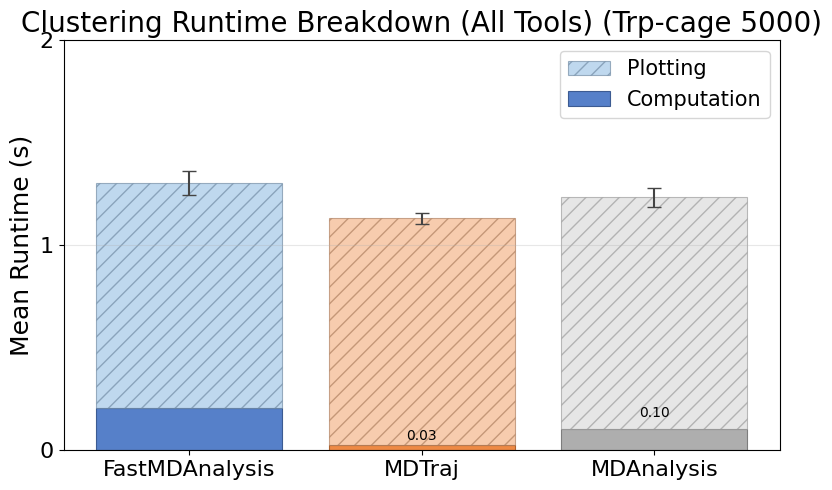 Clustering Runtime Breakdown (All Tools) (Trp-cage 5000)
Mean Runtime (s)
2
1
0
Plotting
Computation
0.03
0.10
FastMDAnalysis
MDTraj
MDAnalysis